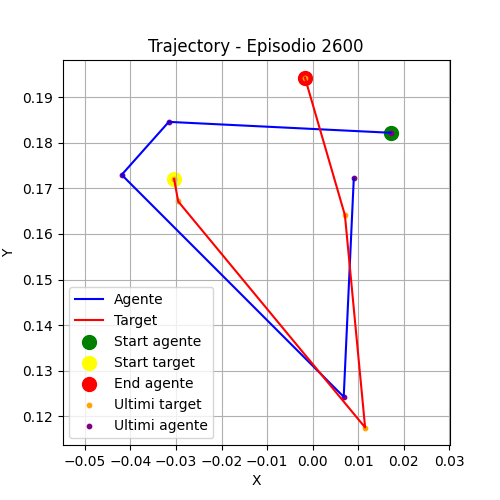 Trajectory - Episodio 2600
Y
0.19
0.18
0.17
0.16
0.15
0.14
0.13
0.12
Agente
Target
Start agente
Start target
End agente
Ultimi target
Ultimi agente
−0.05 −0.04 −0.03 −0.02 −0.01 0.00 0.01 0.02 0.03
X